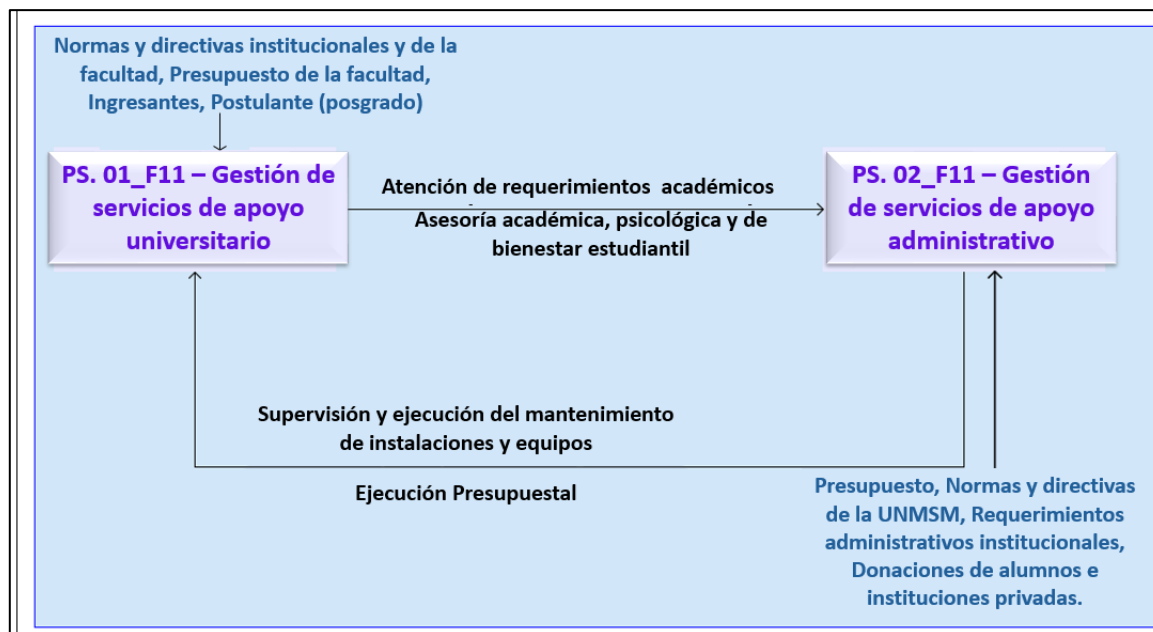 Normas y directivas institucionales y de la
facultad, Presupuesto de la facultad,
Ingresantes, Postulante (posgrado)
PS. 01_F11 – Gestión de
servicios de apoyo
universitario
Atención de requerimientos académicos
Asesoría académica, psicológica y de
bienestar estudiantil
PS. 02_F11 – Gestión
de servicios de apoyo
administrativo
Supervisión y ejecución del mantenimiento
de instalaciones y equipos
Ejecución Presupuestal
Presupuesto, Normas y directivas
de la UNMSM, Requerimientos
administrativos institucionales,
Donaciones de alumnos e
instituciones privadas.